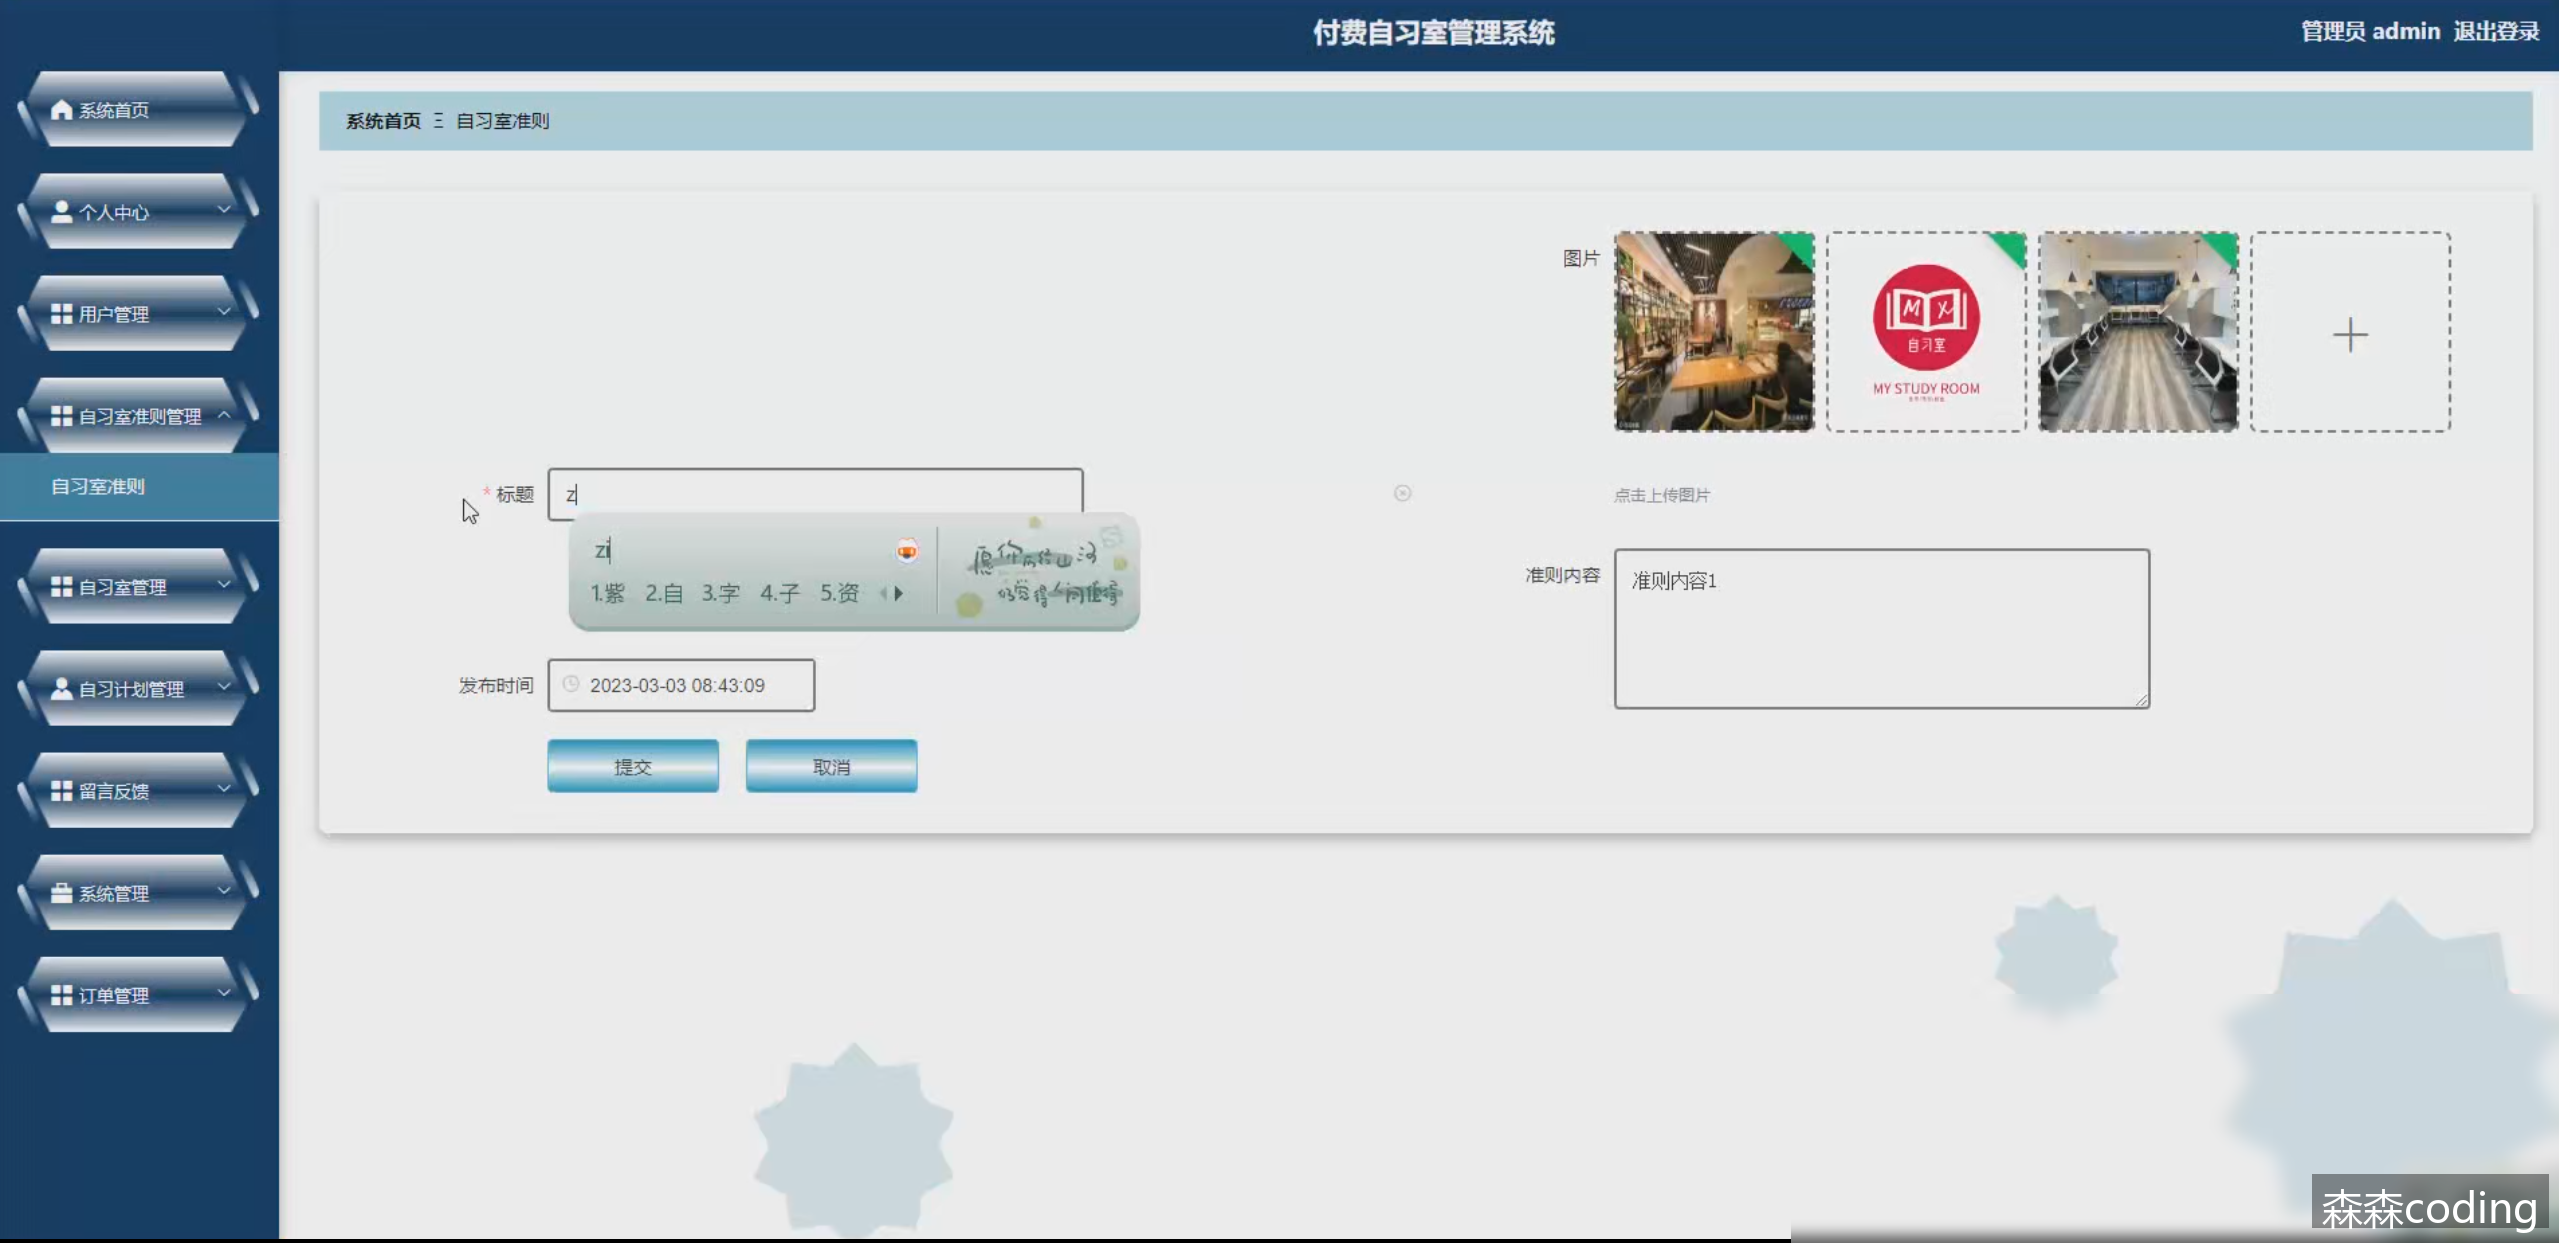 付费自习室管理系统
管理员 admin 退出登录
系统首页
个人中心
用户管理
自习室准则管理
自习室准则
自习室管理
自习计划管理
留言反馈
系统管理
订单管理
系统首页 Ξ 自习室准则
图片
M X
自习室
MY STUDY ROOM
* 标题 z
点击上传图片
zi
1.紫 2.自 3.字 4.子 5.资
准则内容 准则内容1
发布时间 2023-03-03 08:43:09
提交 取消
森森coding